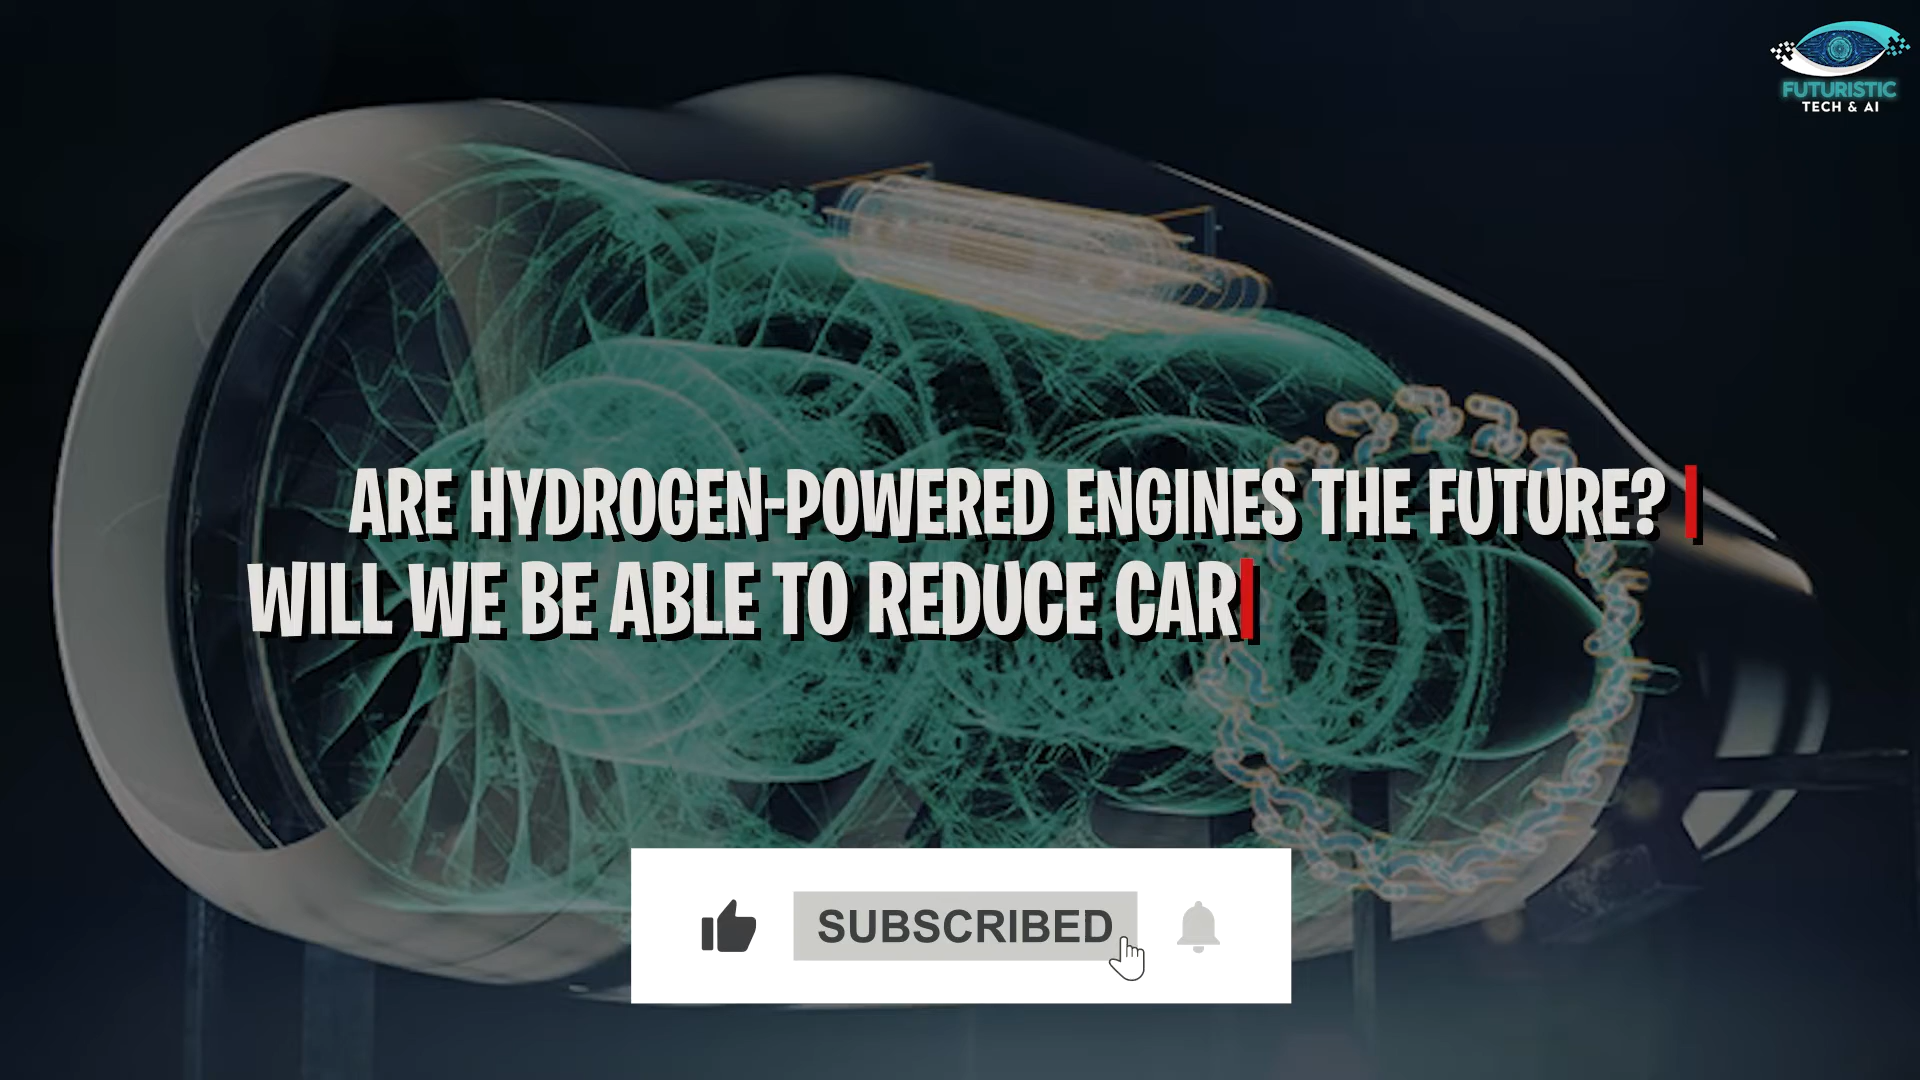 FUTURISTIC
TECH & AI
ARE HYDROGEN-POWERED ENGINES THE FUTURE?
WILL WE BE ABLE TO REDUCE CAR
SUBSCRIBED